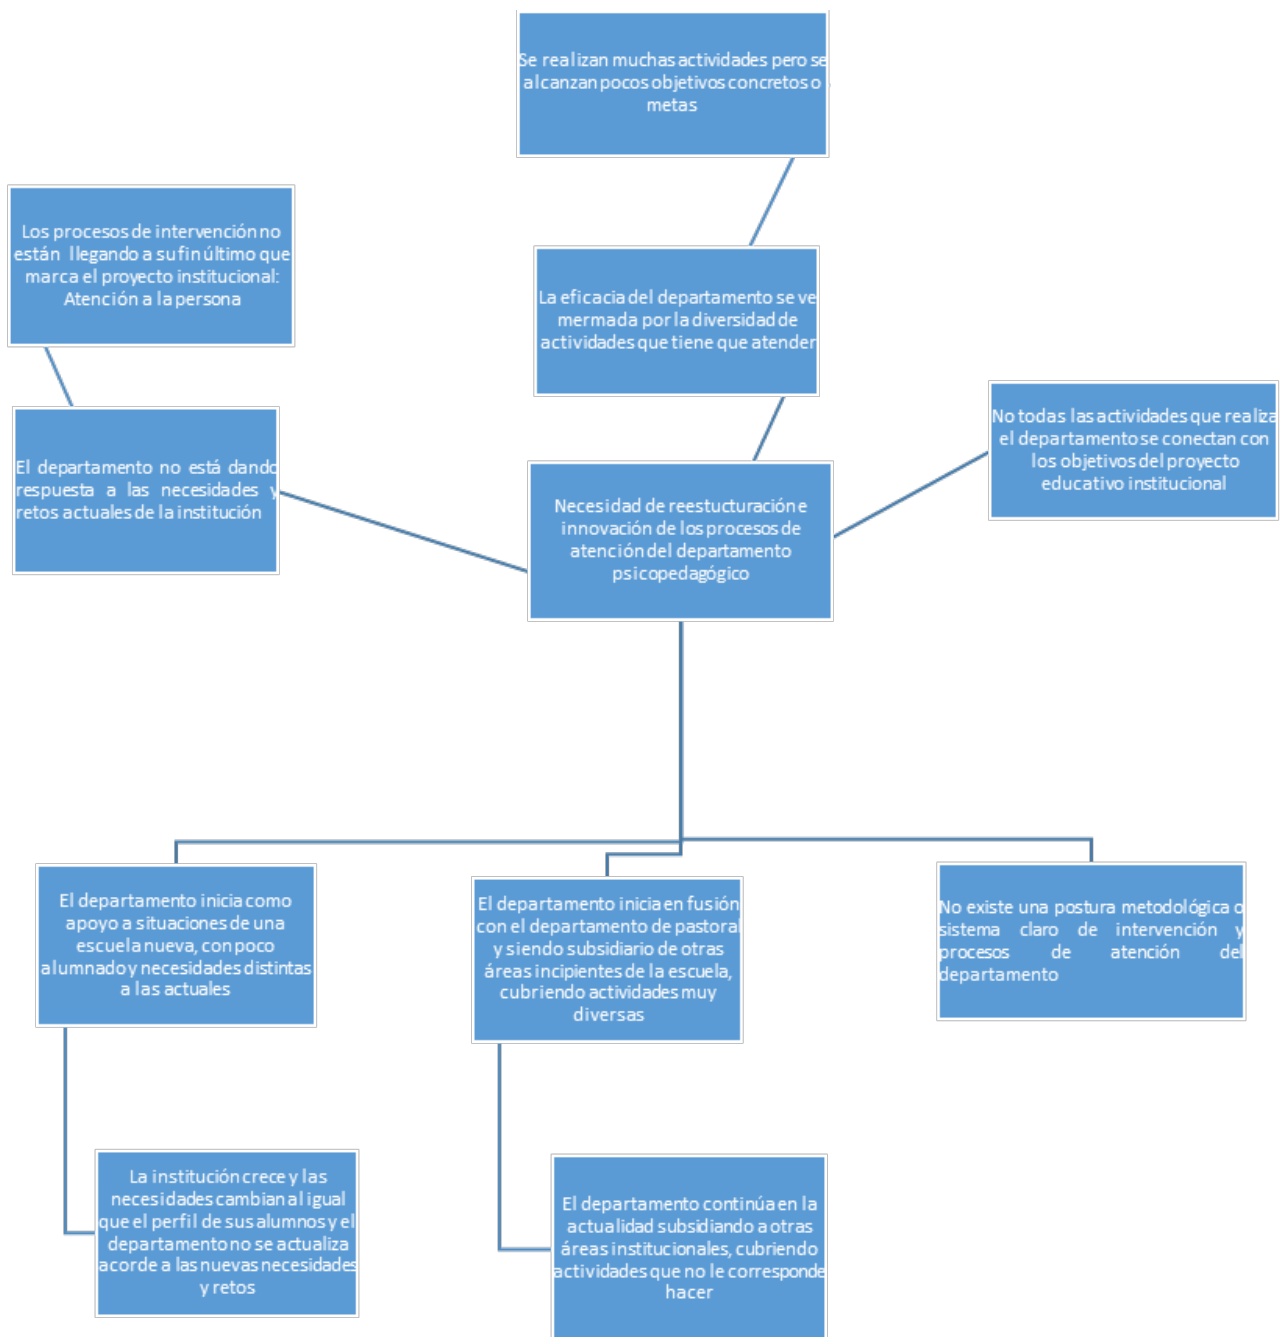 Se realizan muchas actividades pero se
alcanzan pocos objetivos concretos o
metas
Los procesos de intervención no
están llegando a su fin último que
marca el proyecto institucional:
Atención a la persona
La eficacia del departamento se ve
mermada por la diversidad de
actividades que tiene que atender
No todas las actividades que realiza
el departamento se conectan con
los objetivos del proyecto
educativo institucional
El departamento no está dando
respuesta a las necesidades y
retos actuales de la institución
Necesidad de reestucturación e
innovación de los procesos de
atención del departamento
psicopedagógico
El departamento inicia como
apoyo a situaciones de una
escuela nueva, con poco
alumnado y necesidades distintas
a las actuales
El departamento inicia en fusión
con el departamento de pastoral
y siendo subsidiario de otras
áreas incipientes de la escuela,
cubriendo actividades muy
diversas
No existe una postura metodológica o
sistema claro de intervención y
procesos de atención del
departamento
La institución crece y las
necesidades cambian al igual
que el perfil de sus alumnos y el
departamento no se actualiza
acorde a las nuevas necesidades
y retos
El departamento continúa en la
actualidad subsidiando a otras
áreas institucionales, cubriendo
actividades que no le corresponde
hacer